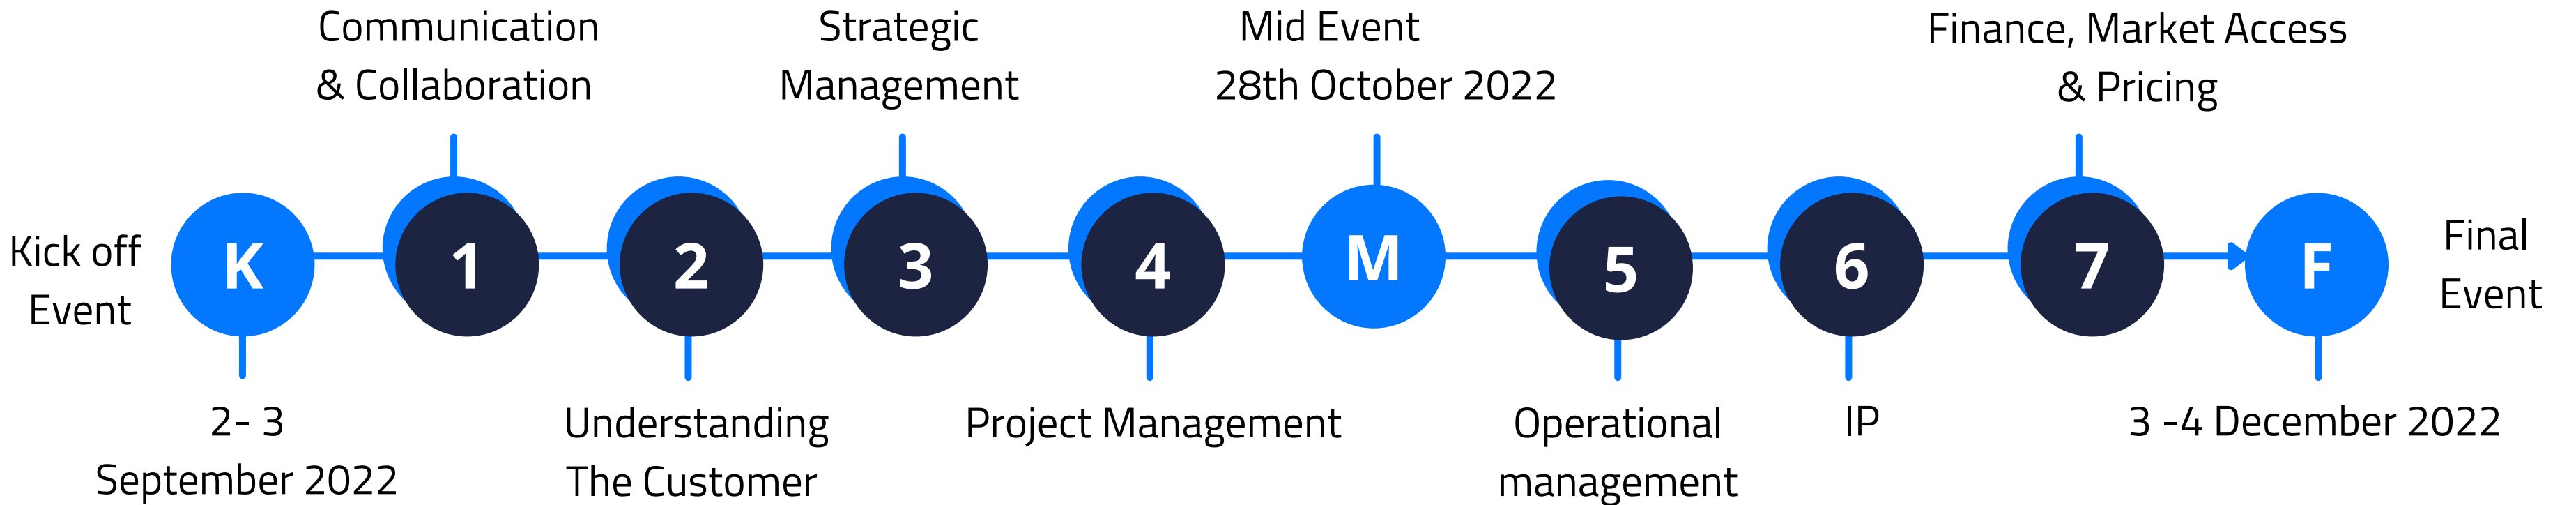 Kick off
Event
K
2- 3
September 2022
Communication
& Collaboration
1
2
Understanding
The Customer
Strategic
Management
3
4
Project Management
Mid Event
28th October 2022
M
5
Operational
management
6
IP
Finance, Market Access
& Pricing
7
F
3 -4 December 2022
Final
Event